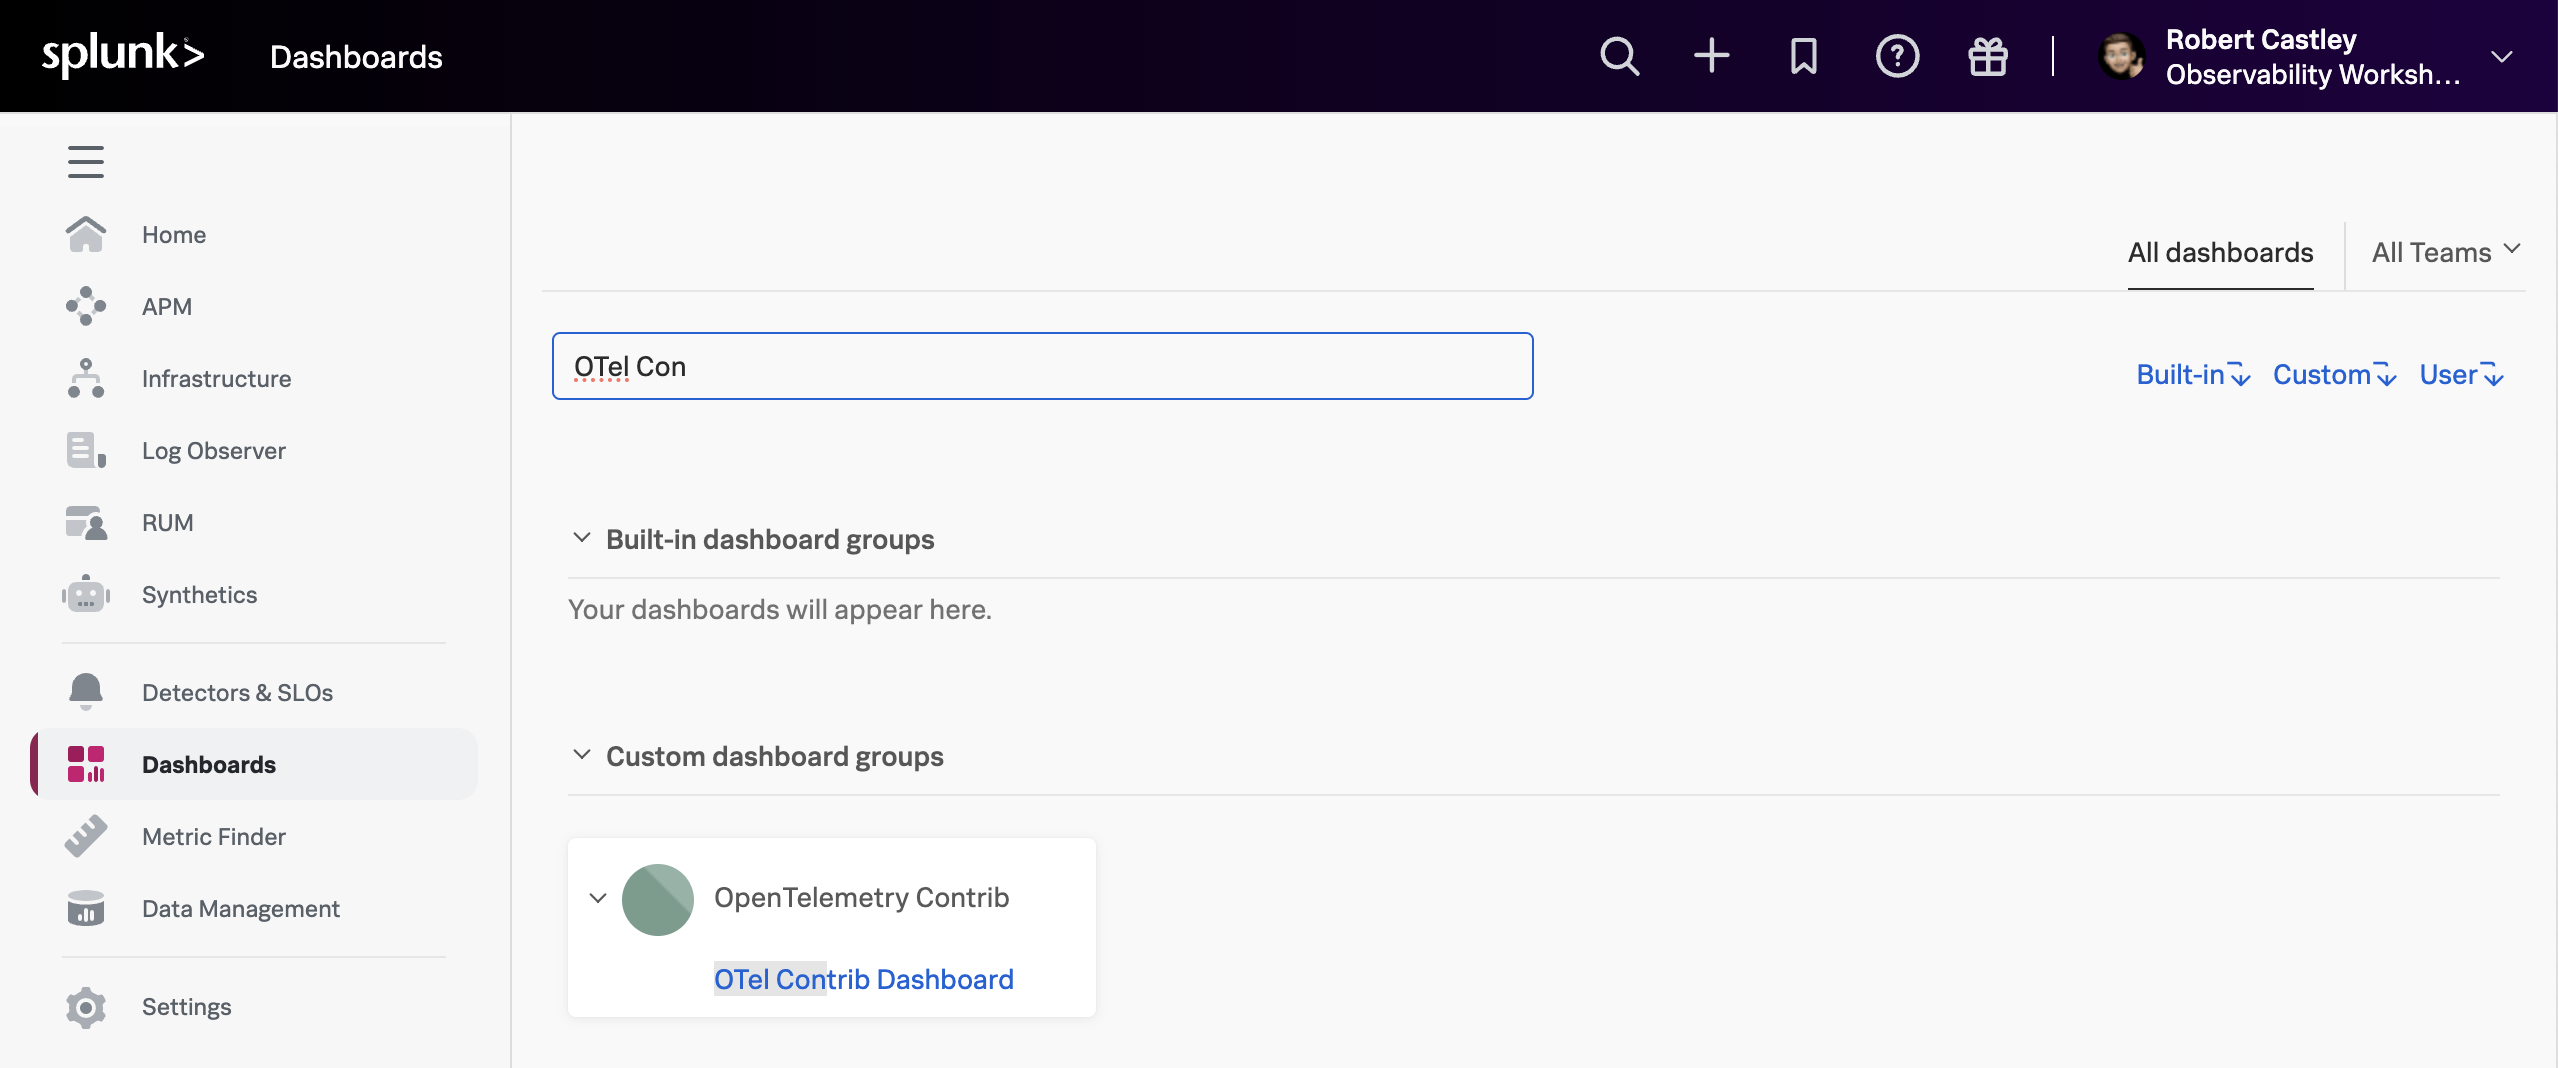 splunk>
Dashboards
Robert Castley
Observability Worksh...
Home
APM
Infrastructure
Log Observer
RUM
Synthetics
Detectors & SLOs
Dashboards
Metric Finder
Data Management
Settings
All dashboards
All Teams
OTel Con
Built-in
Custom
User
Built-in dashboard groups
Your dashboards will appear here.
Custom dashboard groups
OpenTelemetry Contrib
OTel Contrib Dashboard